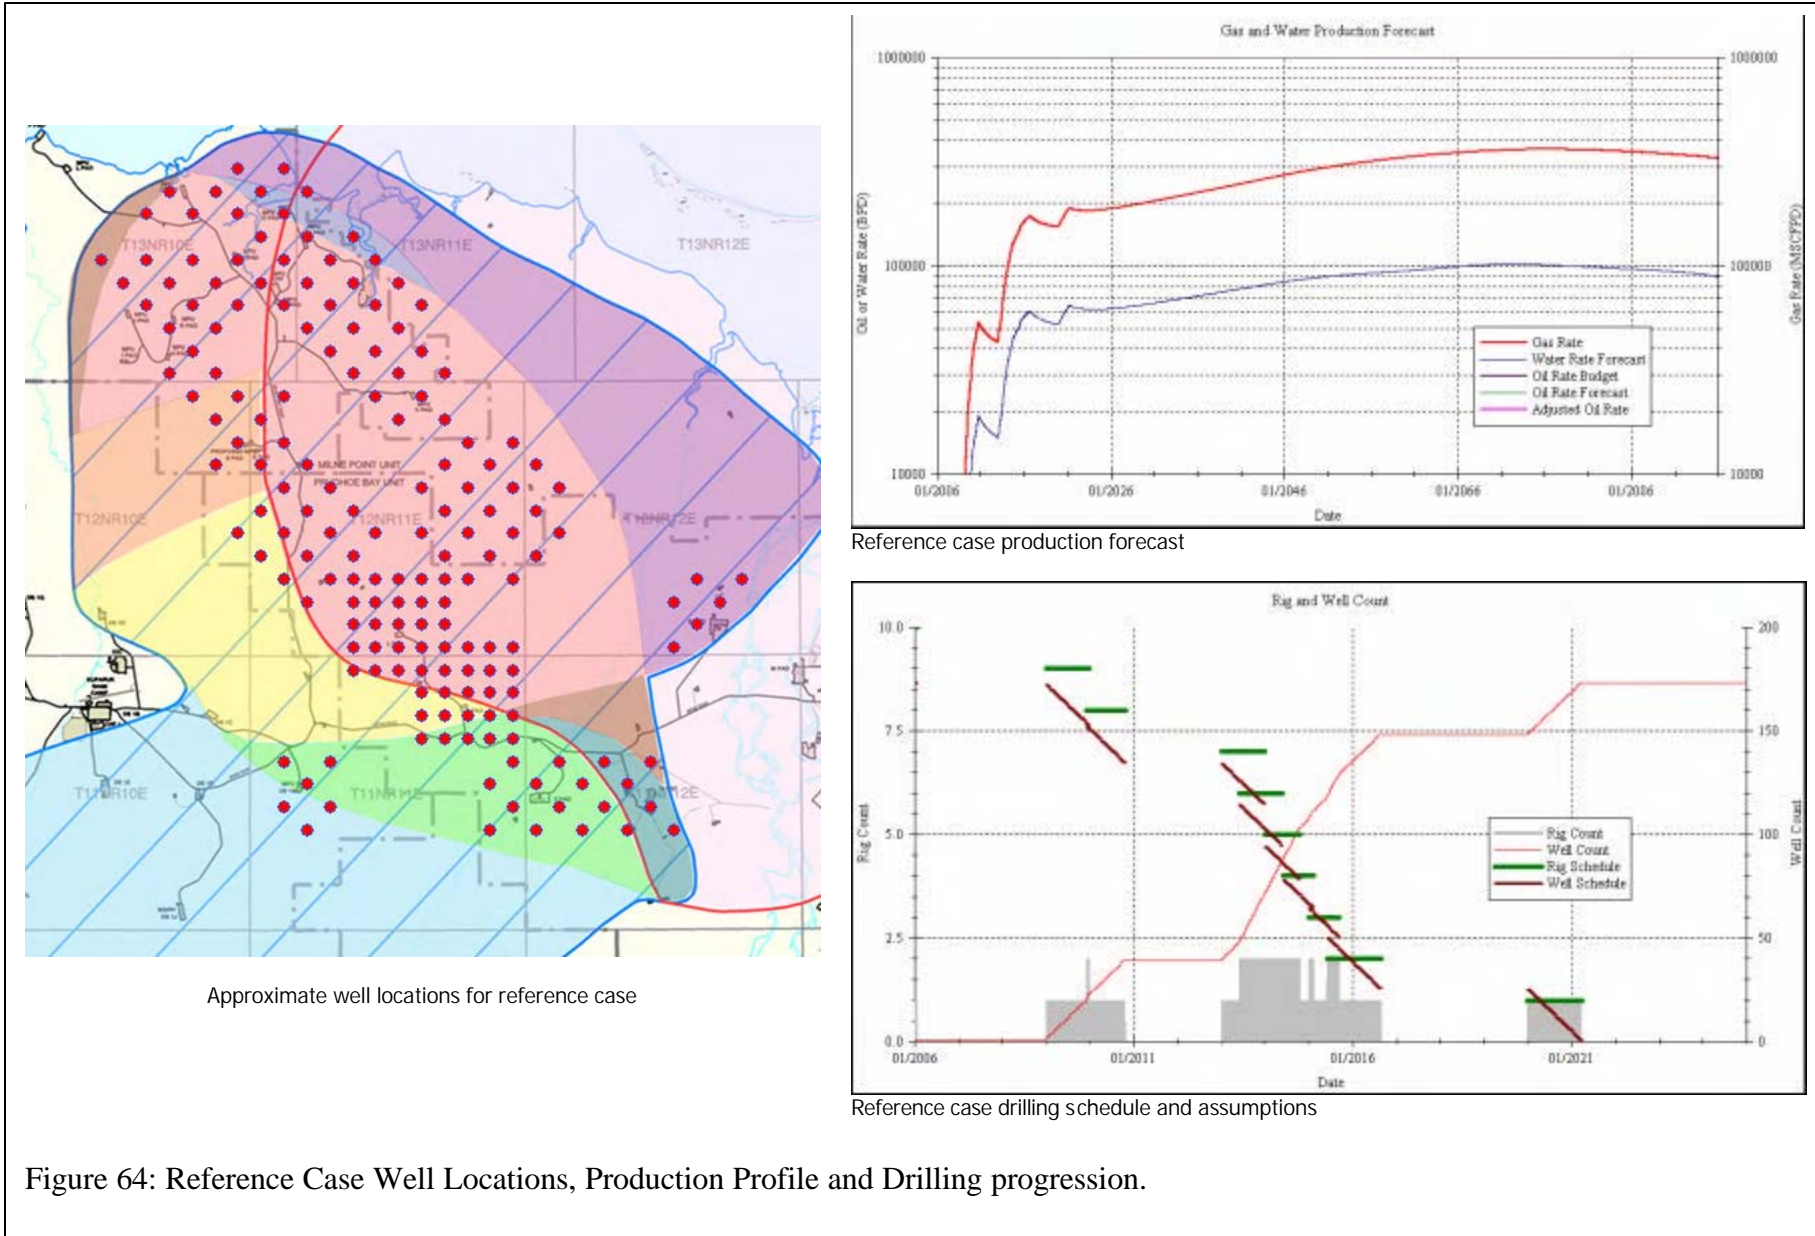 T13NR10E
T13NR11E
T13NR12E
MILNE POINT UNIT
PRUDHOE BAY UNIT
T12NR10E
T12NR11E
T12NR12E
T11NR10E
T11NR11E
Approximate well locations for reference case
Gas and Water Production Forecast
1000000
1000000
Oil or Water Rate (BPD)
Gas Rate (MSCFPD)
100000
100000
Gas Rate
Water Rate Forecast
Oil Rate Budget
Oil Rate Forecast
Adjusted Oil Rate
10000
10000
01/2006
01/2026
01/2046
01/2066
01/2086
Date
Reference case production forecast
Rig and Well Count
10.0
200
7.5
150
Rig Count
Well Count
5.0
100
Rig Count
Well Count
Rig Schedule
Well Schedule
2.5
50
0.0
0
01/2006
01/2011
01/2016
01/2021
Date
Reference case drilling schedule and assumptions
Figure 64: Reference Case Well Locations, Production Profile and Drilling progression.